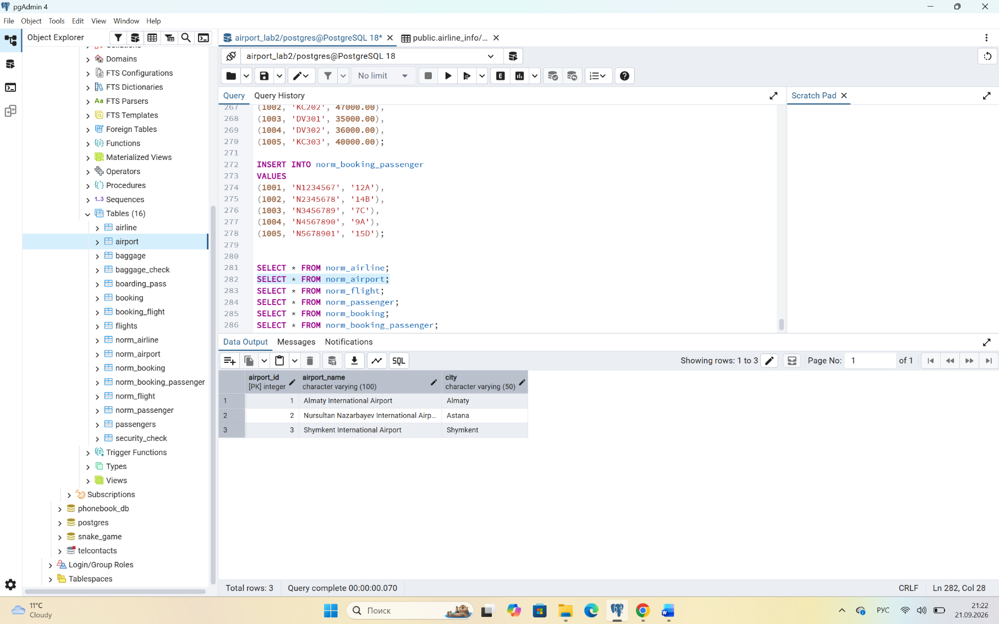 pgAdmin 4
File Object Tools Edit View Window Help
Object Explorer
airport_lab2/postgres@PostgreSQL 18*
public.airline_info/...
airport_lab2/postgres@PostgreSQL 18
No limit
E
Query
Query History
Scratch Pad
Domains
FTS Configurations
FTS Dictionaries
Aa FTS Parsers
FTS Templates
Foreign Tables
Functions
Materialized Views
Operators
Procedures
1..3 Sequences
Tables (16)
airline
airport
baggage
baggage_check
boarding_pass
booking
booking_flight
flights
norm_airline
norm_airport
norm_booking
norm_booking_passenger
norm_flight
norm_passenger
passengers
security_check
Trigger Functions
Types
Views
Subscriptions
phonebook_db
postgres
snake_game
telcontacts
Login/Group Roles
Tablespaces
267 (1002, 'KC202', 47000.00),
268 (1003, 'DV301', 35000.00),
269 (1004, 'DV302', 36000.00),
270 (1005, 'KC303', 40000.00);
271
272 INSERT INTO norm_booking_passenger
273 VALUES
274 (1001, 'N1234567', '12A'),
275 (1002, 'N2345678', '14B'),
276 (1003, 'N3456789', '7C'),
277 (1004, 'N4567890', '9A'),
278 (1005, 'N5678901', '15D');
279
280
281 SELECT * FROM norm_airline;
282 SELECT * FROM norm_airport;
283 SELECT * FROM norm_flight;
284 SELECT * FROM norm_passenger;
285 SELECT * FROM norm_booking;
286 SELECT * FROM norm_booking_passenger;
Data Output Messages Notifications
SQL
Showing rows: 1 to 3
Page No: 1 of 1
airport_id airport_name city
[PK] integer character varying (100) character varying (50)
1 1 Almaty International Airport Almaty
2 2 Nursultan Nazarbayev International Airp... Astana
3 3 Shymkent International Airport Shymkent
Total rows: 3 Query complete 00:00:00.070 CRLF Ln 282, Col 28
11°C
Cloudy
Поиск
РУС
21:22
21.09.2026